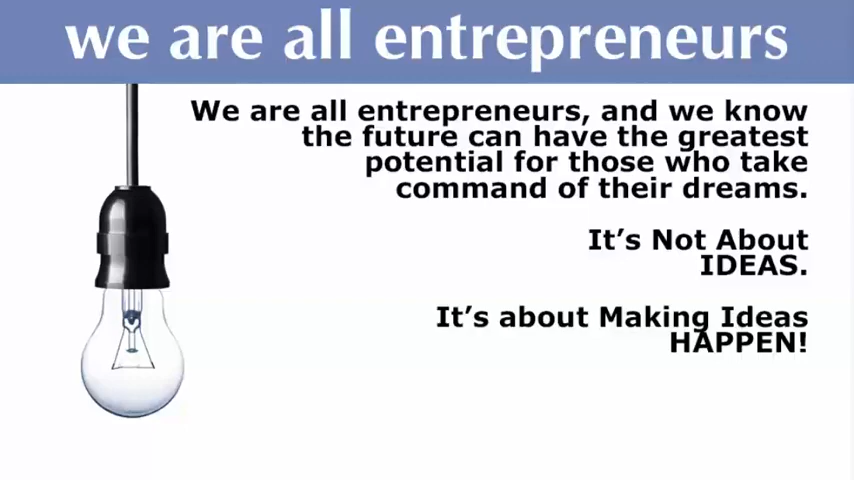 we are all entrepreneurs
We are all entrepreneurs, and we know
the future can have the greatest
potential for those who take
command of their dreams.
It’s Not About
IDEAS.
It’s about Making Ideas
HAPPEN!